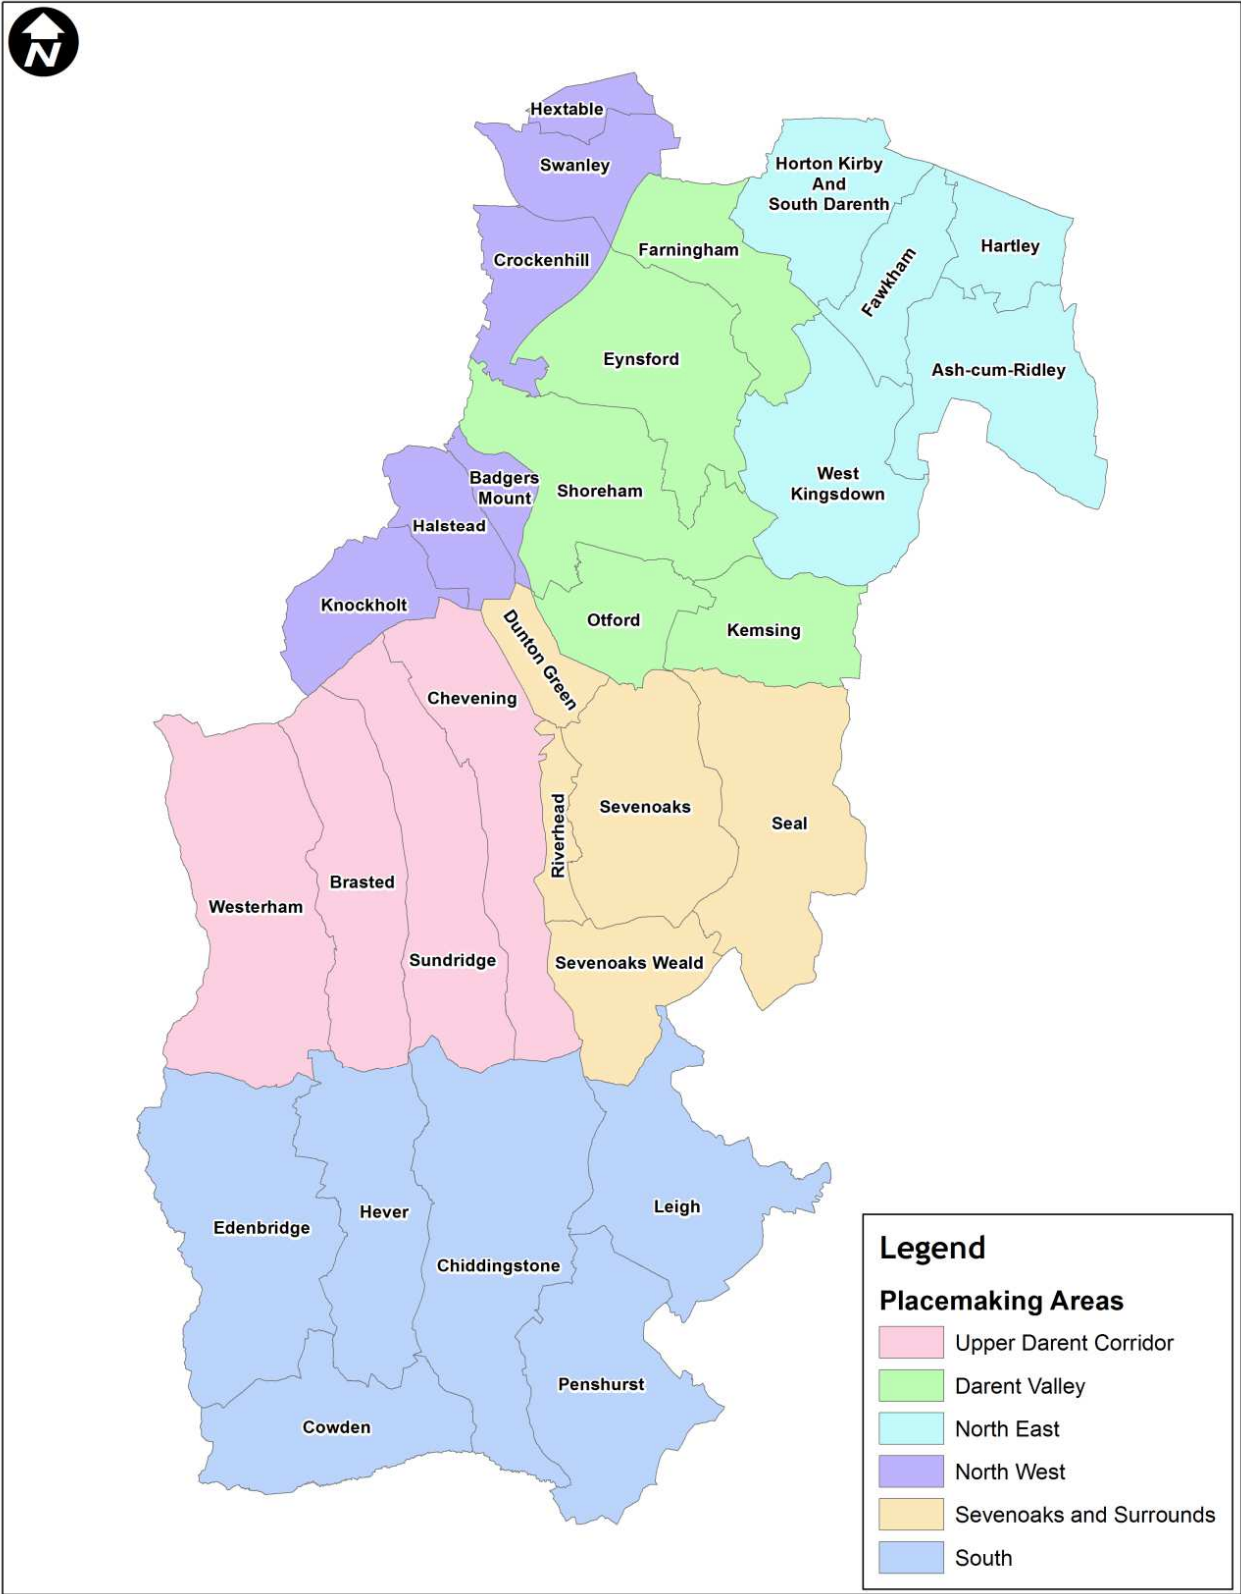 N
Hextable
Swanley
Horton Kirby
And
South Darenth
Crockenhill
Farningham
Hartley
Fawkham
Eynsford
Ash-cum-Ridley
Badgers
Mount
Shoreham
West
Kingsdown
Halstead
Knockholt
Otford
Kemsing
Dunton Green
Chevening
Riverhead
Sevenoaks
Seal
Brasted
Westerham
Sundridge
Sevenoaks Weald
Leigh
Hever
Edenbridge
Chiddingstone
Penshurst
Cowden
Legend
Placemaking Areas
Upper Darent Corridor
Darent Valley
North East
North West
Sevenoaks and Surrounds
South